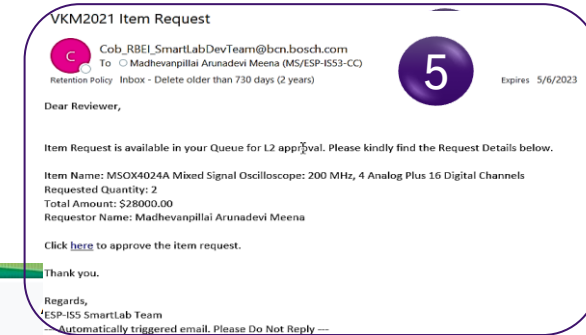 VKM2021 Item Request
C
Cob_RBEI_SmartLabDevTeam@bcn.bosch.com
To Madhevanpillai Arunadevi Meena (MS/ESP-IS53-CC)
5
Retention Policy Inbox - Delete older than 730 days (2 years)
Expires 5/6/2023
Dear Reviewer,
Item Request is available in your Queue for L2 approval. Please kindly find the Request Details below.
Item Name: MSOX4024A Mixed Signal Oscilloscope: 200 MHz, 4 Analog Plus 16 Digital Channels
Requested Quantity: 2
Total Amount: $28000.00
Requestor Name: Madhevanpillai Arunadevi Meena
Click here to approve the item request.
Thank you.
Regards,
ESP-IS5 SmartLab Team
--- Automatically triggered email. Please Do Not Reply ---